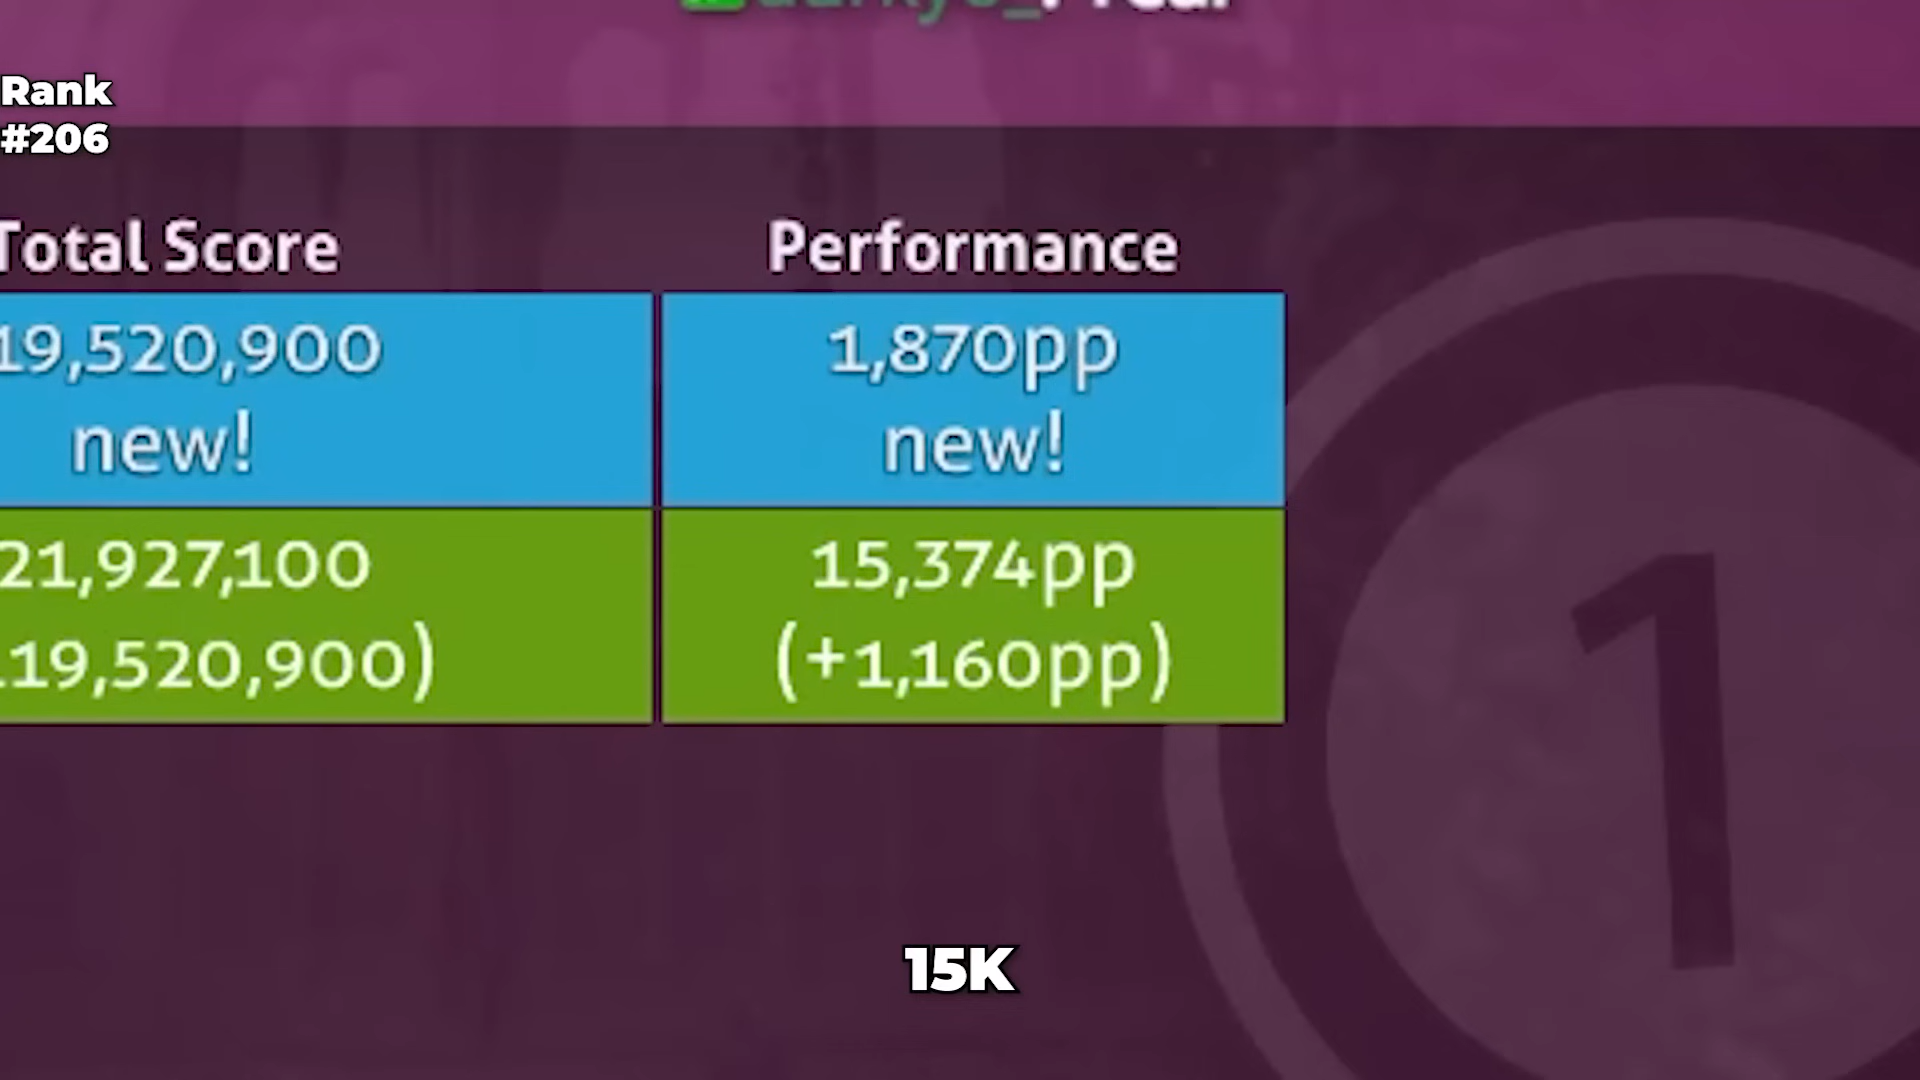 Rank
#206
Total Score
Performance
19,520,900
new!
1,870pp
new!
21,927,100
19,520,900)
15,374pp
(+1,160pp)
1
15K